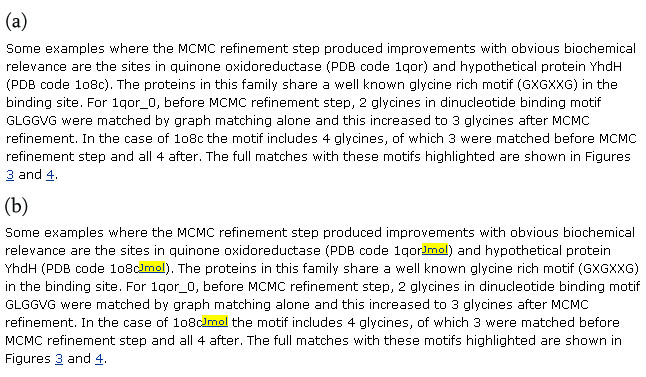 (a)
Some examples where the MCMC refinement step produced improvements with obvious biochemical
relevance are the sites in quinone oxidoreductase (PDB code 1qor) and hypothetical protein YhdH
(PDB code 1o8c). The proteins in this family share a well known glycine rich motif (GXGXXG) in the
binding site. For 1qor_0, before MCMC refinement step, 2 glycines in dinucleotide binding motif
GLGGVG were matched by graph matching alone and this increased to 3 glycines after MCMC
refinement. In the case of 1o8c the motif includes 4 glycines, of which 3 were matched before MCMC
refinement step and all 4 after. The full matches with these motifs highlighted are shown in Figures
3 and 4.
(b)
Some examples where the MCMC refinement step produced improvements with obvious biochemical
relevance are the sites in quinone oxidoreductase (PDB code 1qorJmol) and hypothetical protein
YhdH (PDB code 1o8cJmol). The proteins in this family share a well known glycine rich motif (GXGXXG)
in the binding site. For 1qor_0, before MCMC refinement step, 2 glycines in dinucleotide binding motif
GLGGVG were matched by graph matching alone and this increased to 3 glycines after MCMC
refinement. In the case of 1o8cJmol the motif includes 4 glycines, of which 3 were matched before
MCMC refinement step and all 4 after. The full matches with these motifs highlighted are shown in
Figures 3 and 4.